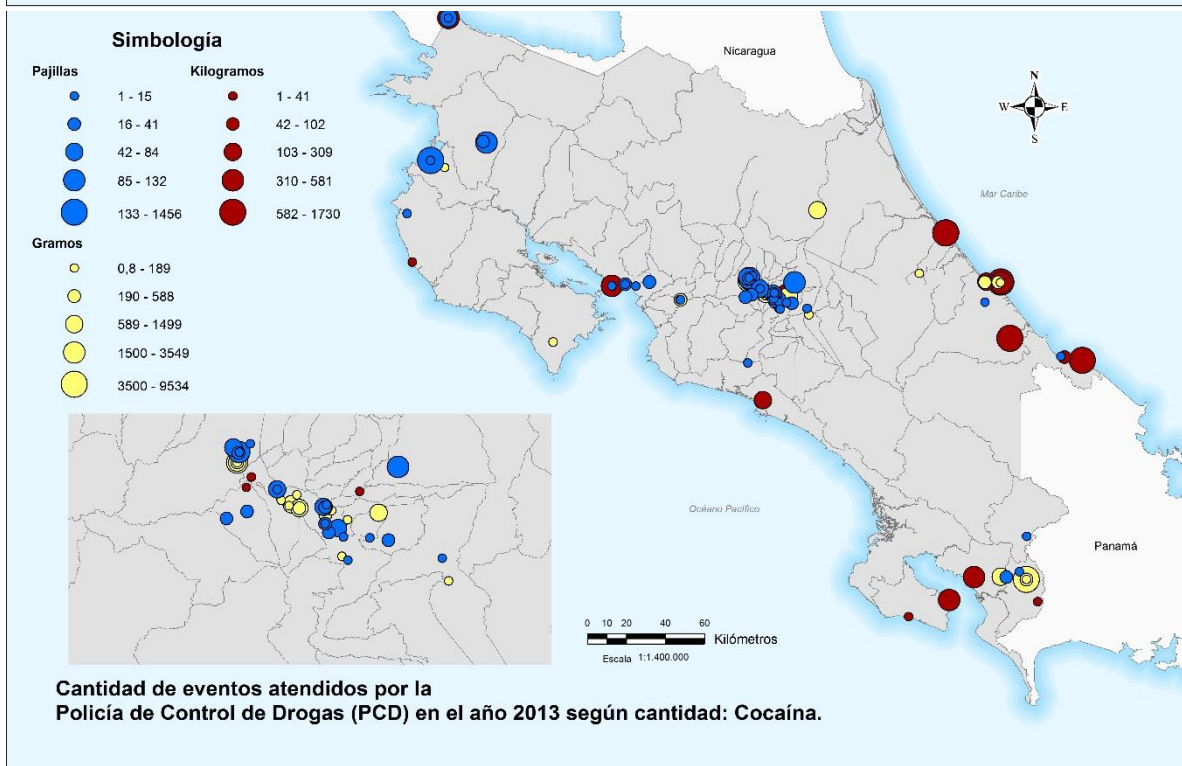 Simbología
Pajillas
1 - 15
16 - 41
42 - 84
85 - 132
133 - 1456
Kilogramos
1 - 41
42 - 102
103 - 309
310 - 581
582 - 1730
Gramos
0,8 - 189
190 - 588
589 - 1499
1500 - 3549
3500 - 9534
Nicaragua
N
W E
S
Mar Caribe
Océano Pacífico
Panamá
0 10 20 40 60
Kilómetros
Escala 1:1.400.000
Cantidad de eventos atendidos por la
Policía de Control de Drogas (PCD) en el año 2013 según cantidad: Cocaína.